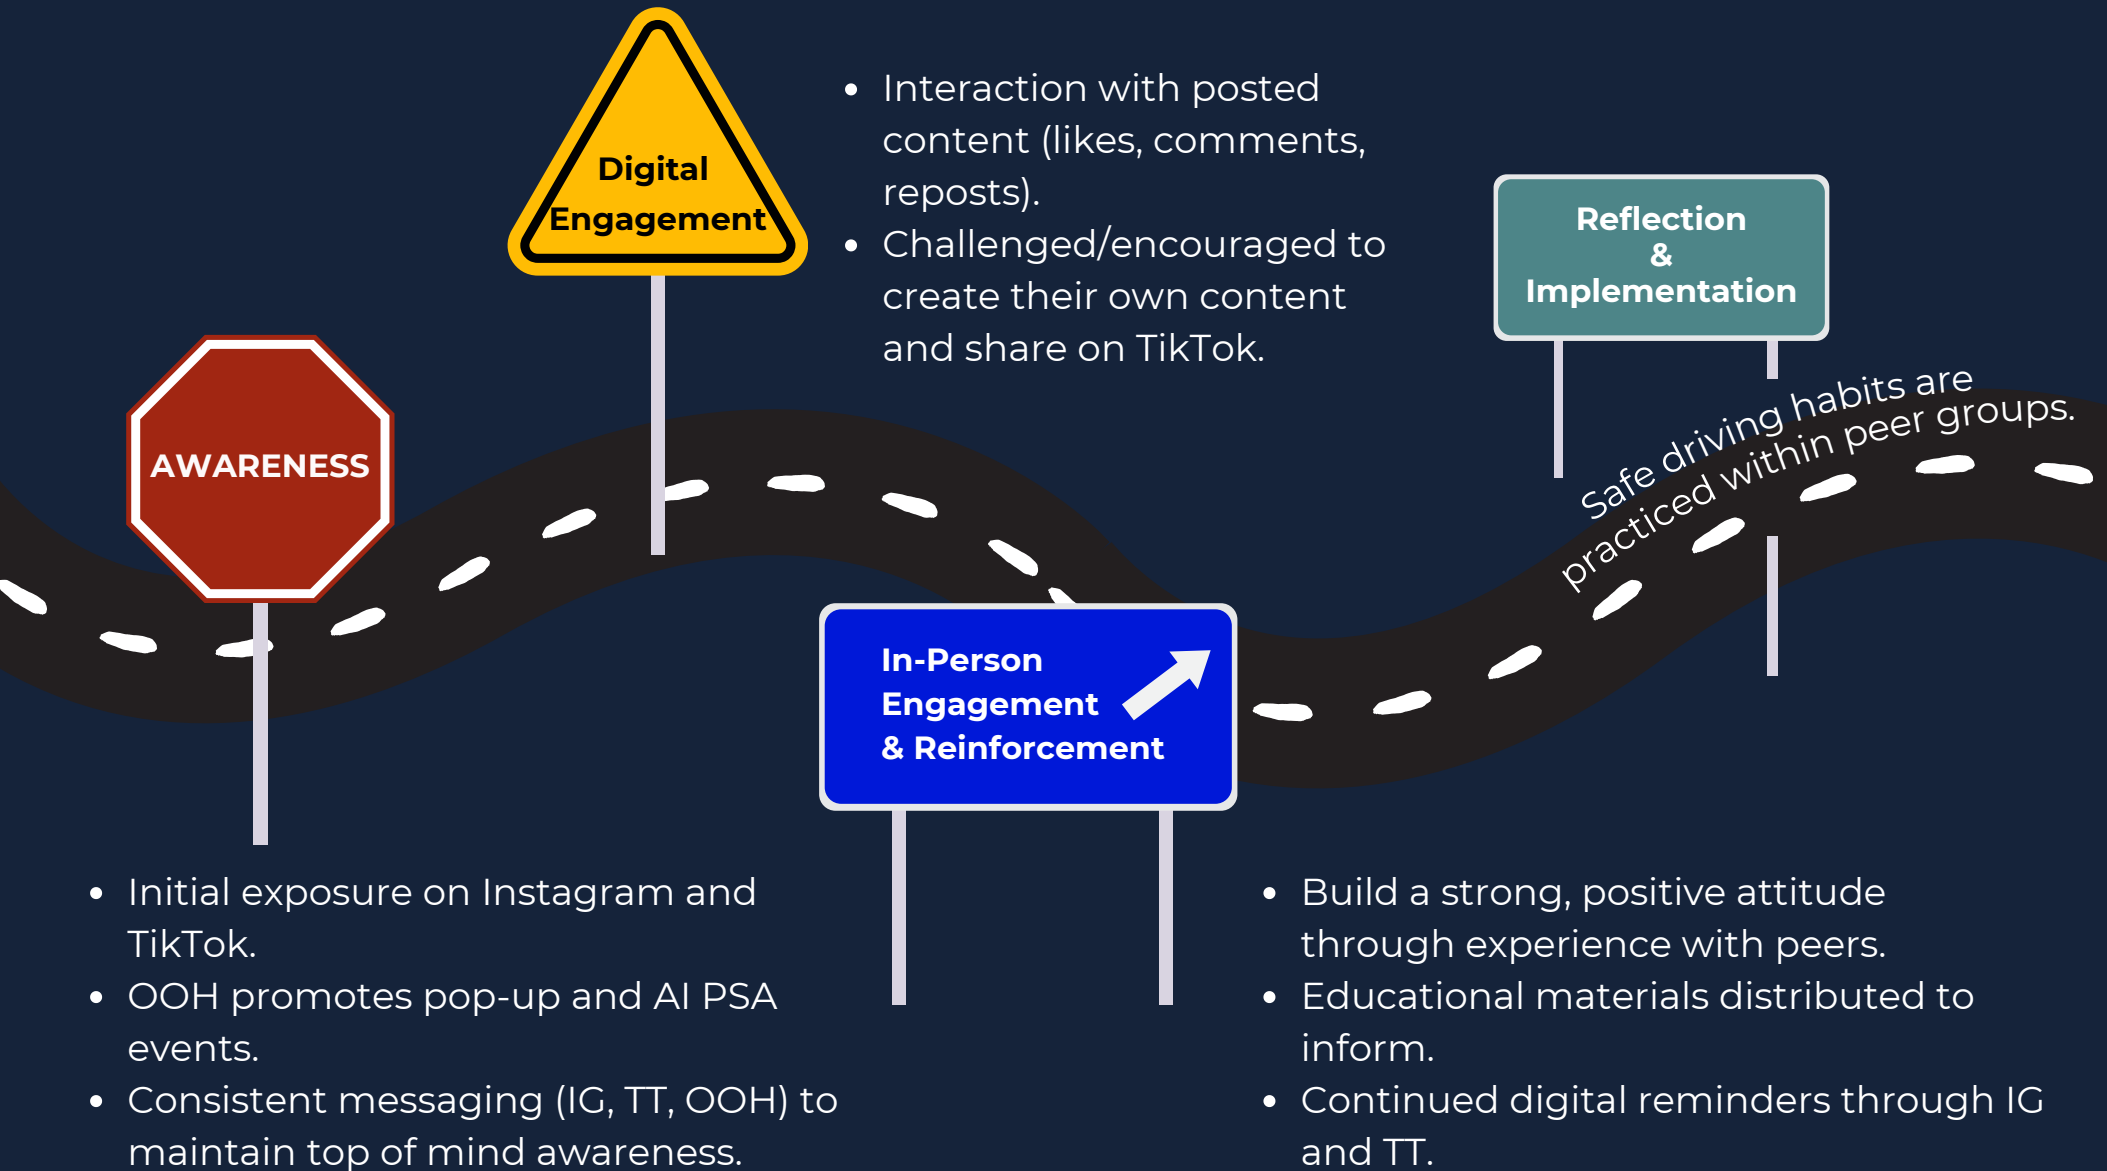 AWARENESS
• Initial exposure on Instagram and
TikTok.
• OOH promotes pop-up and AI PSA
events.
• Consistent messaging (IG, TT, OOH) to
maintain top of mind awareness.
Digital
Engagement
• Interaction with posted
content (likes, comments,
reposts).
• Challenged/encouraged to
create their own content
and share on TikTok.
In-Person
Engagement
& Reinforcement
• Build a strong, positive attitude
through experience with peers.
• Educational materials distributed to
inform.
• Continued digital reminders through IG
and TT.
Reflection
&
Implementation
Safe driving habits are
practiced within peer groups.